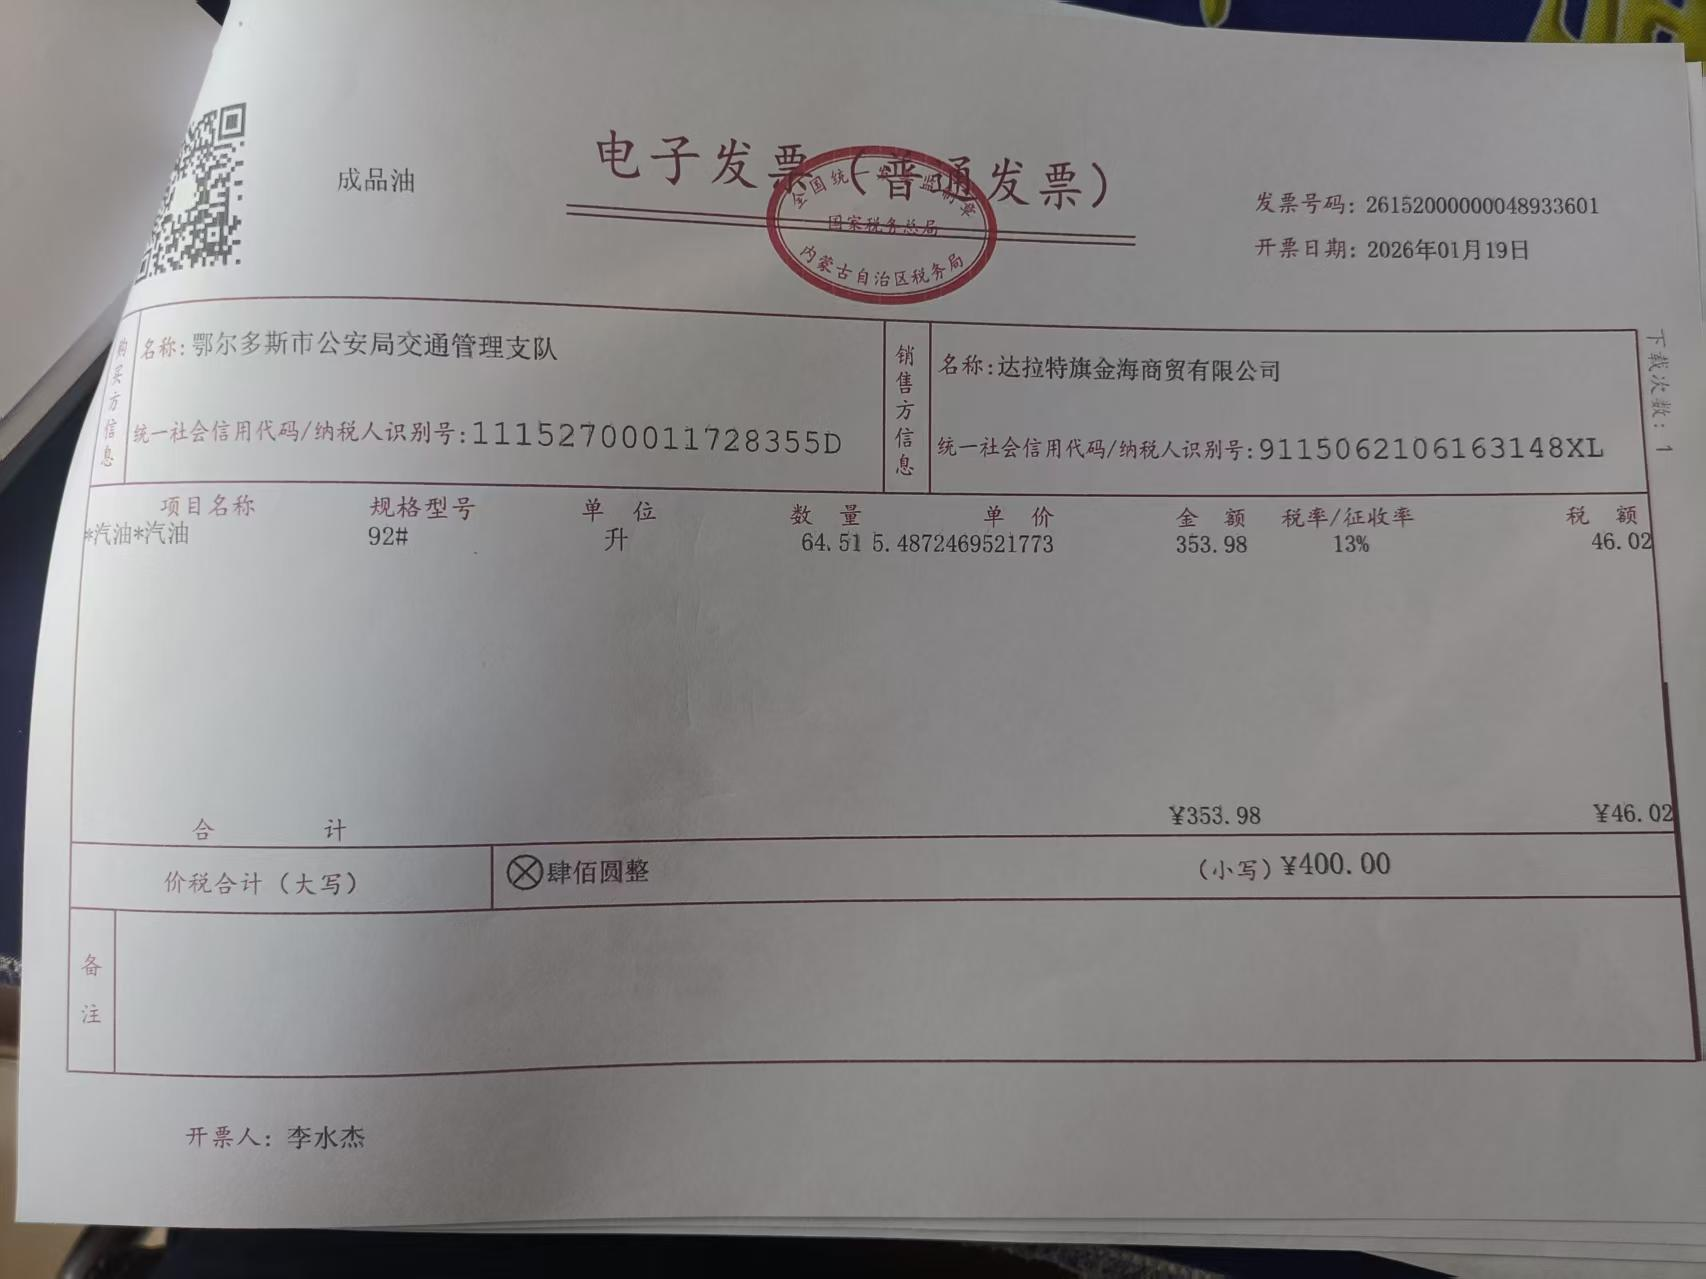 成品油
电子发票（普通发票）
全国统一发票监制章
国家税务总局
内蒙古自治区税务局
发票号码：26152000000048933601
开票日期：2026年01月19日
购买方信息
名称：鄂尔多斯市公安局交通管理支队
统一社会信用代码/纳税人识别号：11152700011728355D
销售方信息
名称：达拉特旗金海商贸有限公司
统一社会信用代码/纳税人识别号：9115062106163148XL
下载次数：1
项目名称 规格型号 单位 数量 单价 金额 税率/征收率 税额
*汽油*汽油 92# 升 64.51 5.4872469521773 353.98 13% 46.02
合计 ¥353.98 ¥46.02
价税合计（大写） ⊗肆佰圆整 （小写）¥400.00
备注
开票人：李水杰